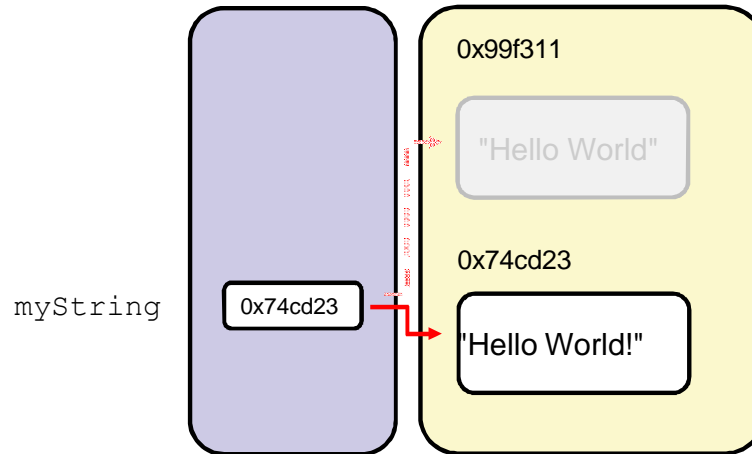 0x99f311
"Hello World"
0x74cd23
myString
0x74cd23
"Hello World!"